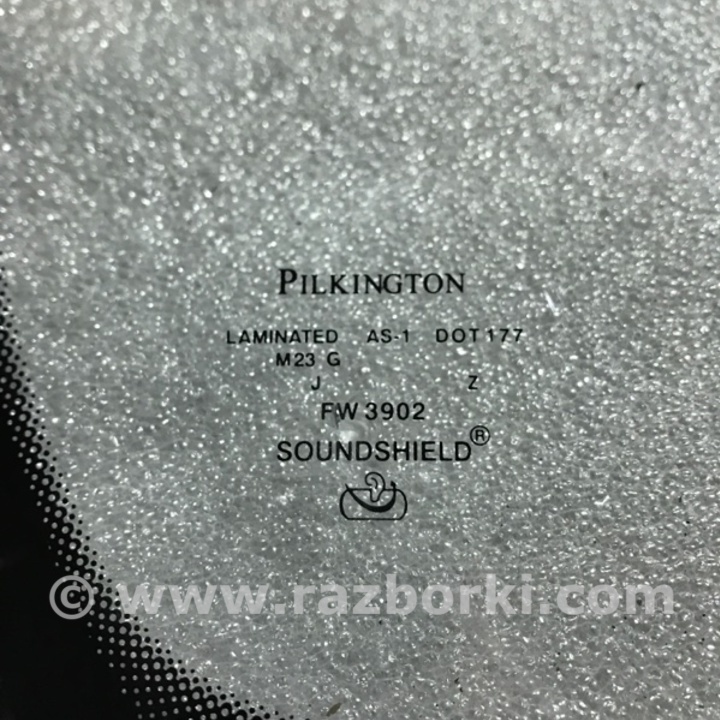 PILKINGTON
LAMINATED AS-1 DOT 177
M23 G
J Z
FW 3902
SOUNDSHIELD®
© www.razborki.com